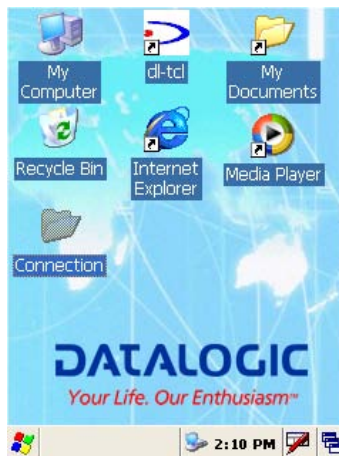 My Computer
dl-tcl
My Documents
Recycle Bin
Internet Explorer
Media Player
Connection
DATALOGIC
Your Life. Our Enthusiasm™
2:10 PM